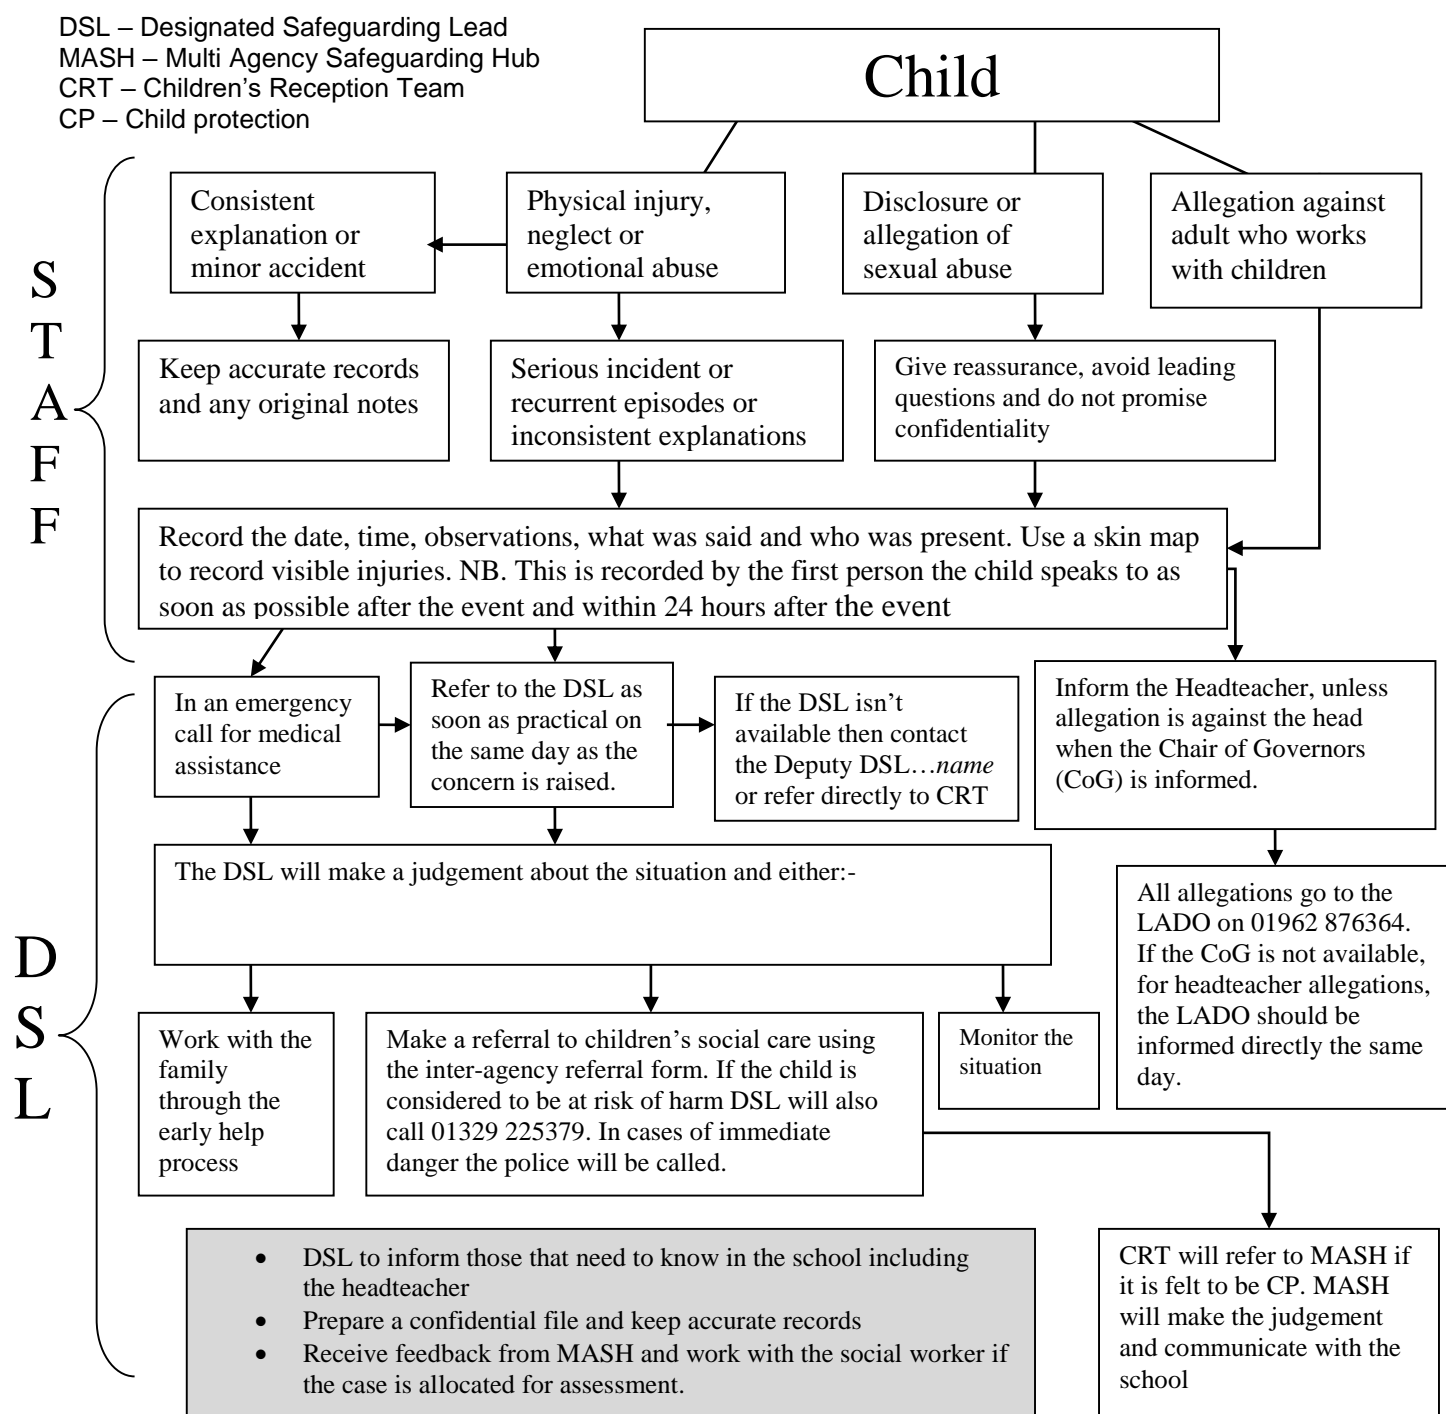 DSL – Designated Safeguarding Lead
MASH – Multi Agency Safeguarding Hub
CRT – Children's Reception Team
CP – Child protection
Child
S
T
A
F
F
Consistent
explanation or
minor accident
Physical injury,
neglect or
emotional abuse
Disclosure or
allegation of
sexual abuse
Allegation against
adult who works
with children
Keep accurate records
and any original notes
Serious incident or
recurrent episodes or
inconsistent explanations
Give reassurance, avoid leading
questions and do not promise
confidentiality
Record the date, time, observations, what was said and who was present. Use a skin map
to record visible injuries. NB. This is recorded by the first person the child speaks to as
soon as possible after the event and within 24 hours after the event
D
S
L
In an emergency
call for medical
assistance
Refer to the DSL as
soon as practical on
the same day as the
concern is raised.
If the DSL isn't
available then contact
the Deputy DSL…name
or refer directly to CRT
Inform the Headteacher, unless
allegation is against the head
when the Chair of Governors
(CoG) is informed.
The DSL will make a judgement about the situation and either:-
All allegations go to the
LADO on 01962 876364.
If the CoG is not available,
for headteacher allegations,
the LADO should be
informed directly the same
day.
Work with the
family
through the
early help
process
Make a referral to children's social care using
the inter-agency referral form. If the child is
considered to be at risk of harm DSL will also
call 01329 225379. In cases of immediate
danger the police will be called.
Monitor the
situation
• DSL to inform those that need to know in the school including
the headteacher
• Prepare a confidential file and keep accurate records
• Receive feedback from MASH and work with the social worker if
the case is allocated for assessment.
CRT will refer to MASH if
it is felt to be CP. MASH
will make the judgement
and communicate with the
school